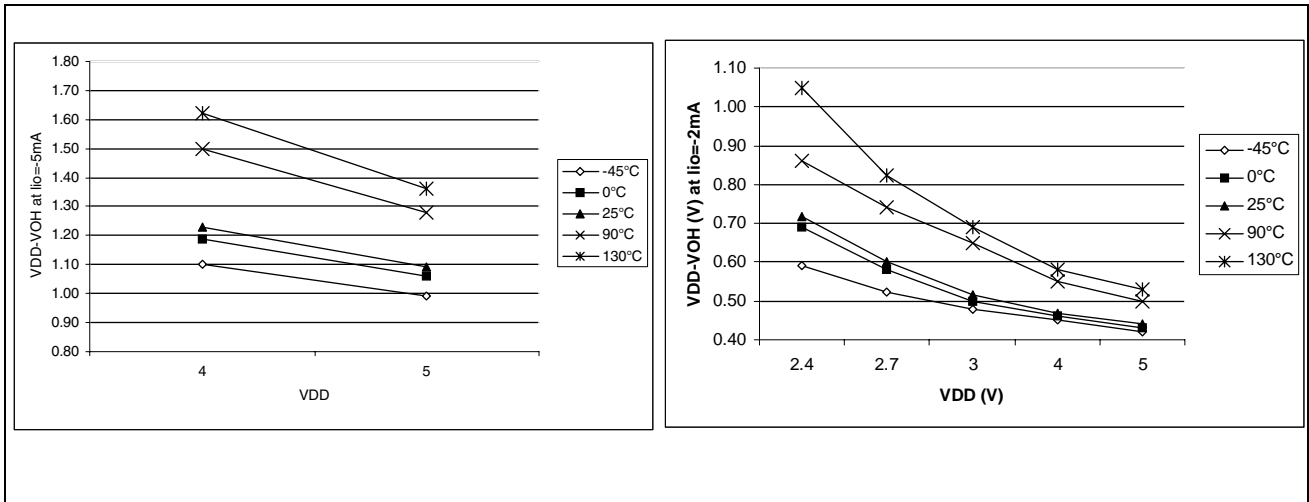 1.80
1.70
1.60
1.50
1.40
1.30
1.20
1.10
1.00
0.90
0.80
VDD-VOH at Iio=-5mA
4
5
VDD
-45°C
0°C
25°C
90°C
130°C
1.10
1.00
0.90
0.80
0.70
0.60
0.50
0.40
VDD-VOH (V) at Iio=-2mA
2.4
2.7
3
4
5
VDD (V)
-45°C
0°C
25°C
90°C
130°C